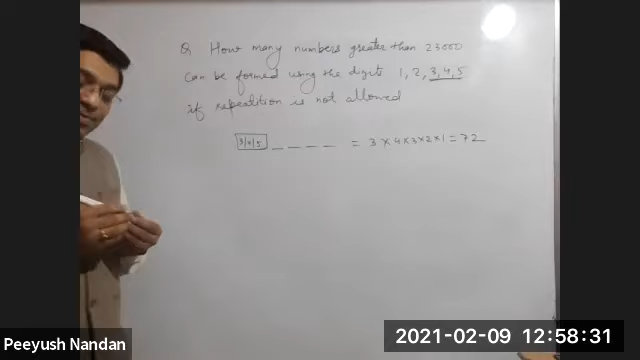 Q How many numbers greater than 23000
can be formed using the digits 1, 2, 3, 4, 5
if repeatition is not allowed
3/4/5 _ _ _ _ = 3 × 4 × 3 × 2 × 1 = 72
Peeyush Nandan
2021-02-09 12:58:31